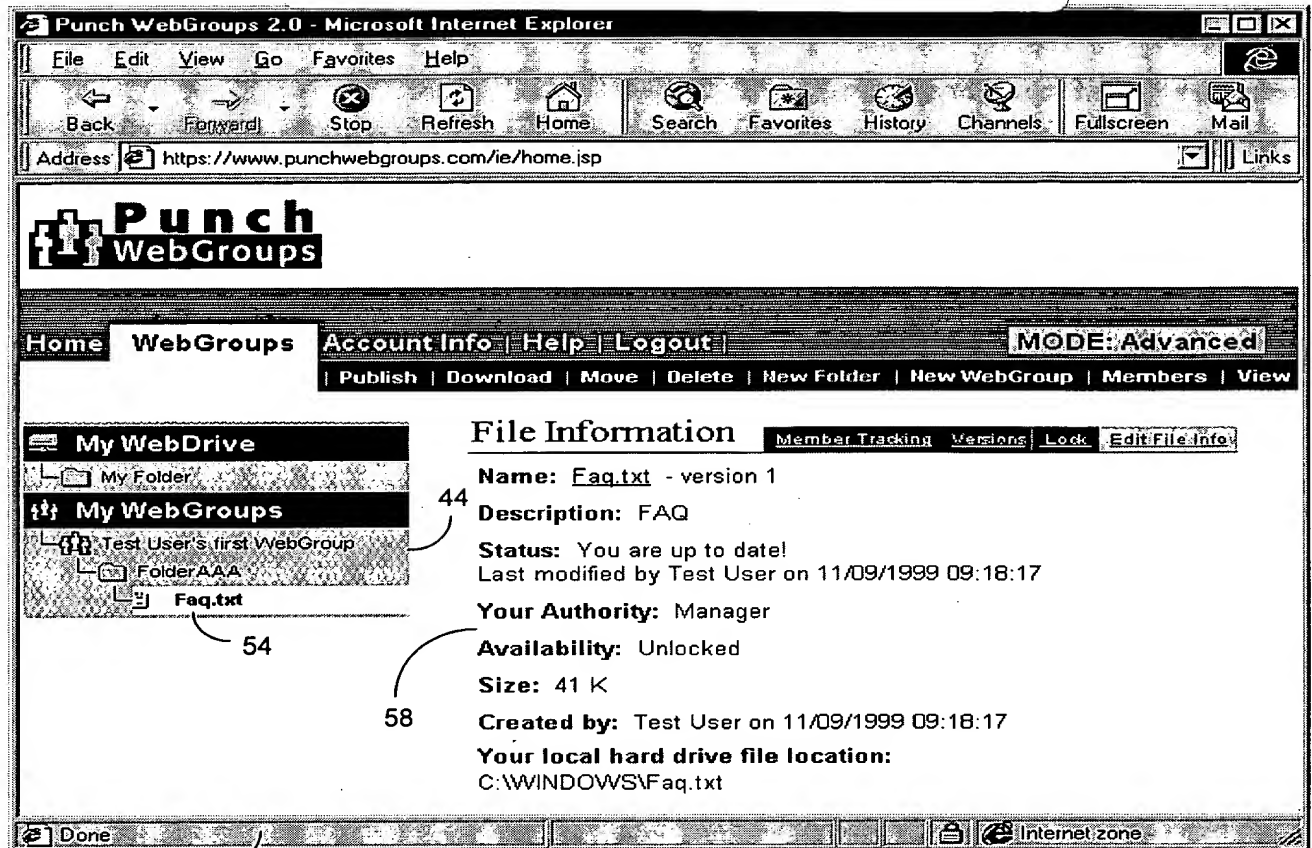 Punch WebGroups 2.0 - Microsoft Internet Explorer
File Edit View Go Favorites Help
Back Forward Stop Refresh Home Search Favorites History Channels Fullscreen Mail
Address https://www.punchwebgroups.com/ie/home.jsp Links
Punch
WebGroups
Home WebGroups Account Info | Help | Logout | MODE: Advanced
| Publish | Download | Move | Delete | New Folder | New WebGroup | Members | View
My WebDrive
My Folder
My WebGroups
Test User's first WebGroup
FolderAAA
Faq.txt
44
54
File Information Member Tracking Versions | Lock Edit File Info
Name: Faq.txt - version 1
Description: FAQ
Status: You are up to date!
Last modified by Test User on 11/09/1999 09:18:17
Your Authority: Manager
Availability: Unlocked
Size: 41 K
58
Created by: Test User on 11/09/1999 09:18:17
Your local hard drive file location:
C:\WINDOWS\Faq.txt
Done Internet zone